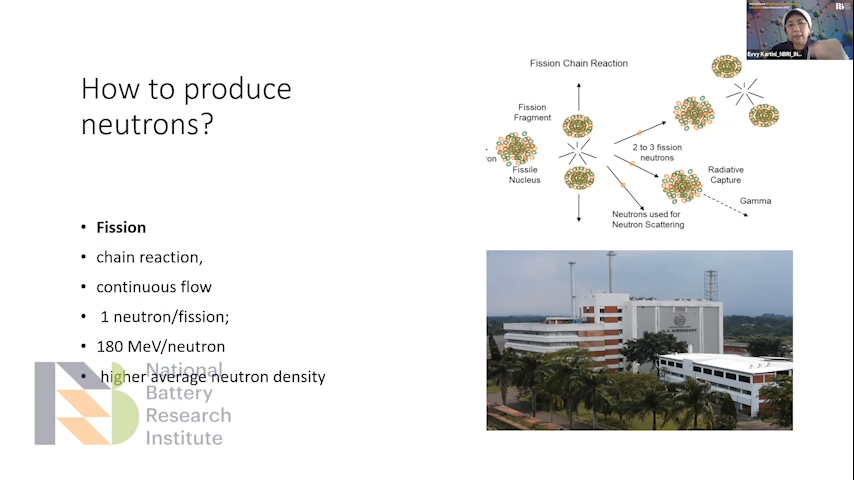 How to produce
neutrons?
• Fission
• chain reaction,
• continuous flow
• 1 neutron/fission;
• 180 MeV/neutron
• higher average neutron density
National
Battery
Research
Institute
Fission Chain Reaction
Fission
Fragment
Fissile
Nucleus
2 to 3 fission
neutrons
Radiative
Capture
Gamma
Neutrons used for
Neutron Scattering
Evvy Kartini_NBRI_IN...